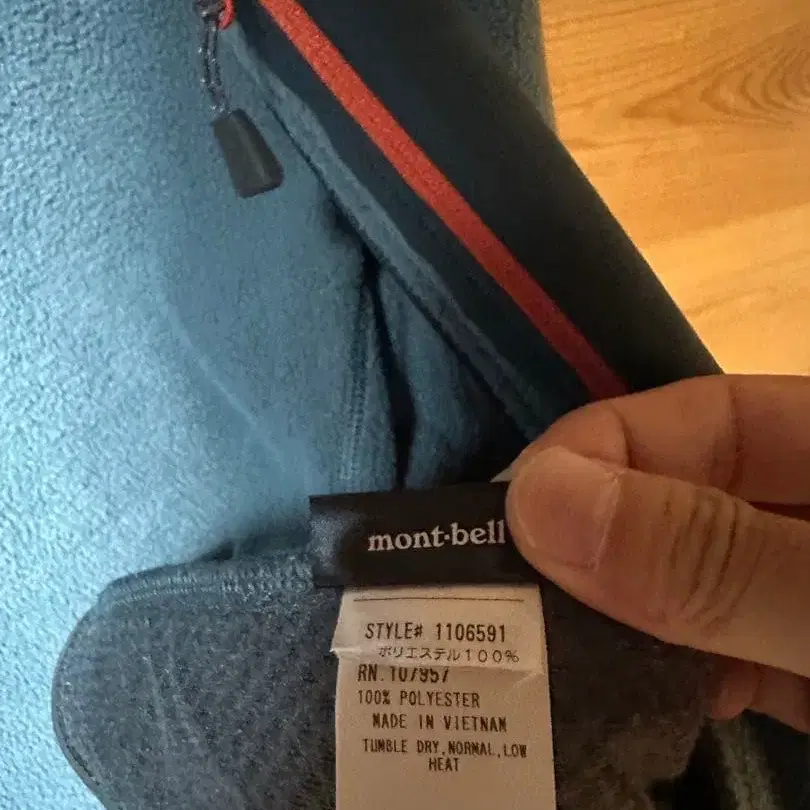 mont-bell
STYLE# 1106591
ポリエステル100%
RN.107957
100% POLYESTER
MADE IN VIETNAM
TUMBLE DRY,NORMAL,LOW
HEAT